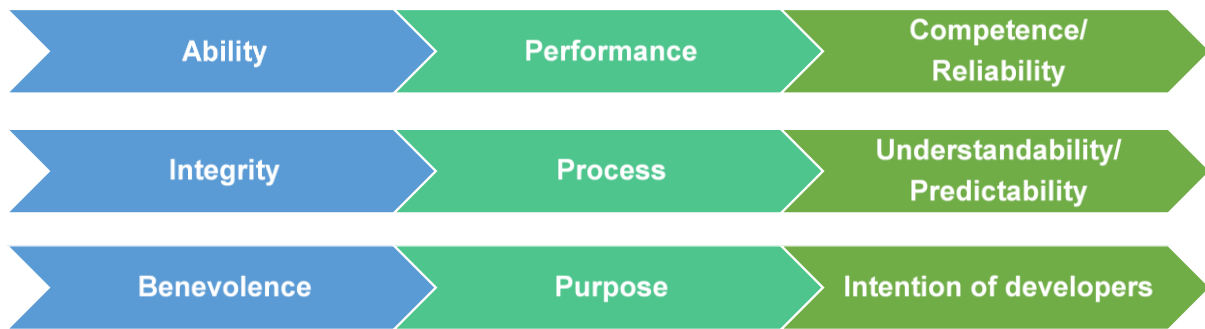 Ability
Performance
Competence/
Reliability
Integrity
Process
Understandability/
Predictability
Benevolence
Purpose
Intention of developers